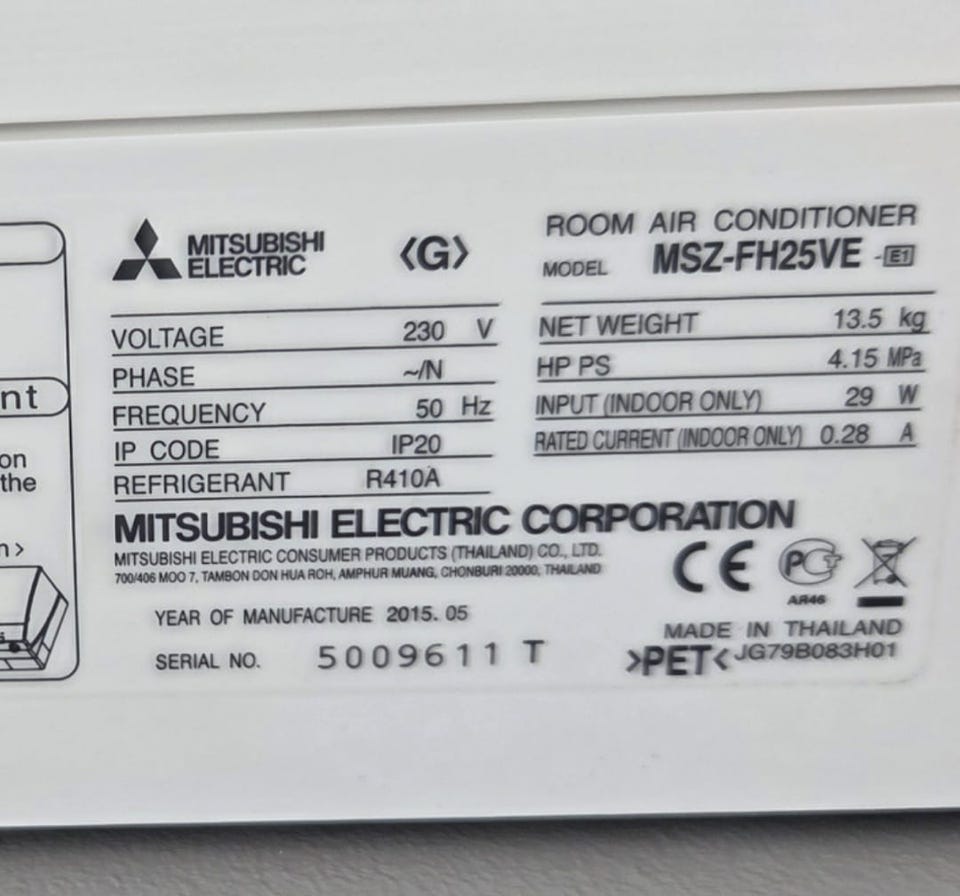 nt
on
the
n>
MITSUBISHI
ELECTRIC
<G>
ROOM AIR CONDITIONER
MODEL MSZ-FH25VE -E1
VOLTAGE 230 V
PHASE ~/N
FREQUENCY 50 Hz
IP CODE IP20
REFRIGERANT R410A
NET WEIGHT 13.5 kg
HP PS 4.15 MPa
INPUT (INDOOR ONLY) 29 W
RATED CURRENT (INDOOR ONLY) 0.28 A
MITSUBISHI ELECTRIC CORPORATION
MITSUBISHI ELECTRIC CONSUMER PRODUCTS (THAILAND) CO., LTD.
700/406 MOO 7, TAMBON DON HUA ROH, AMPHUR MUANG, CHONBURI 20000, THAILAND
CE
PG
AR46
YEAR OF MANUFACTURE 2015. 05
SERIAL NO. 5009611 T
MADE IN THAILAND
>PET< JG79B083H01